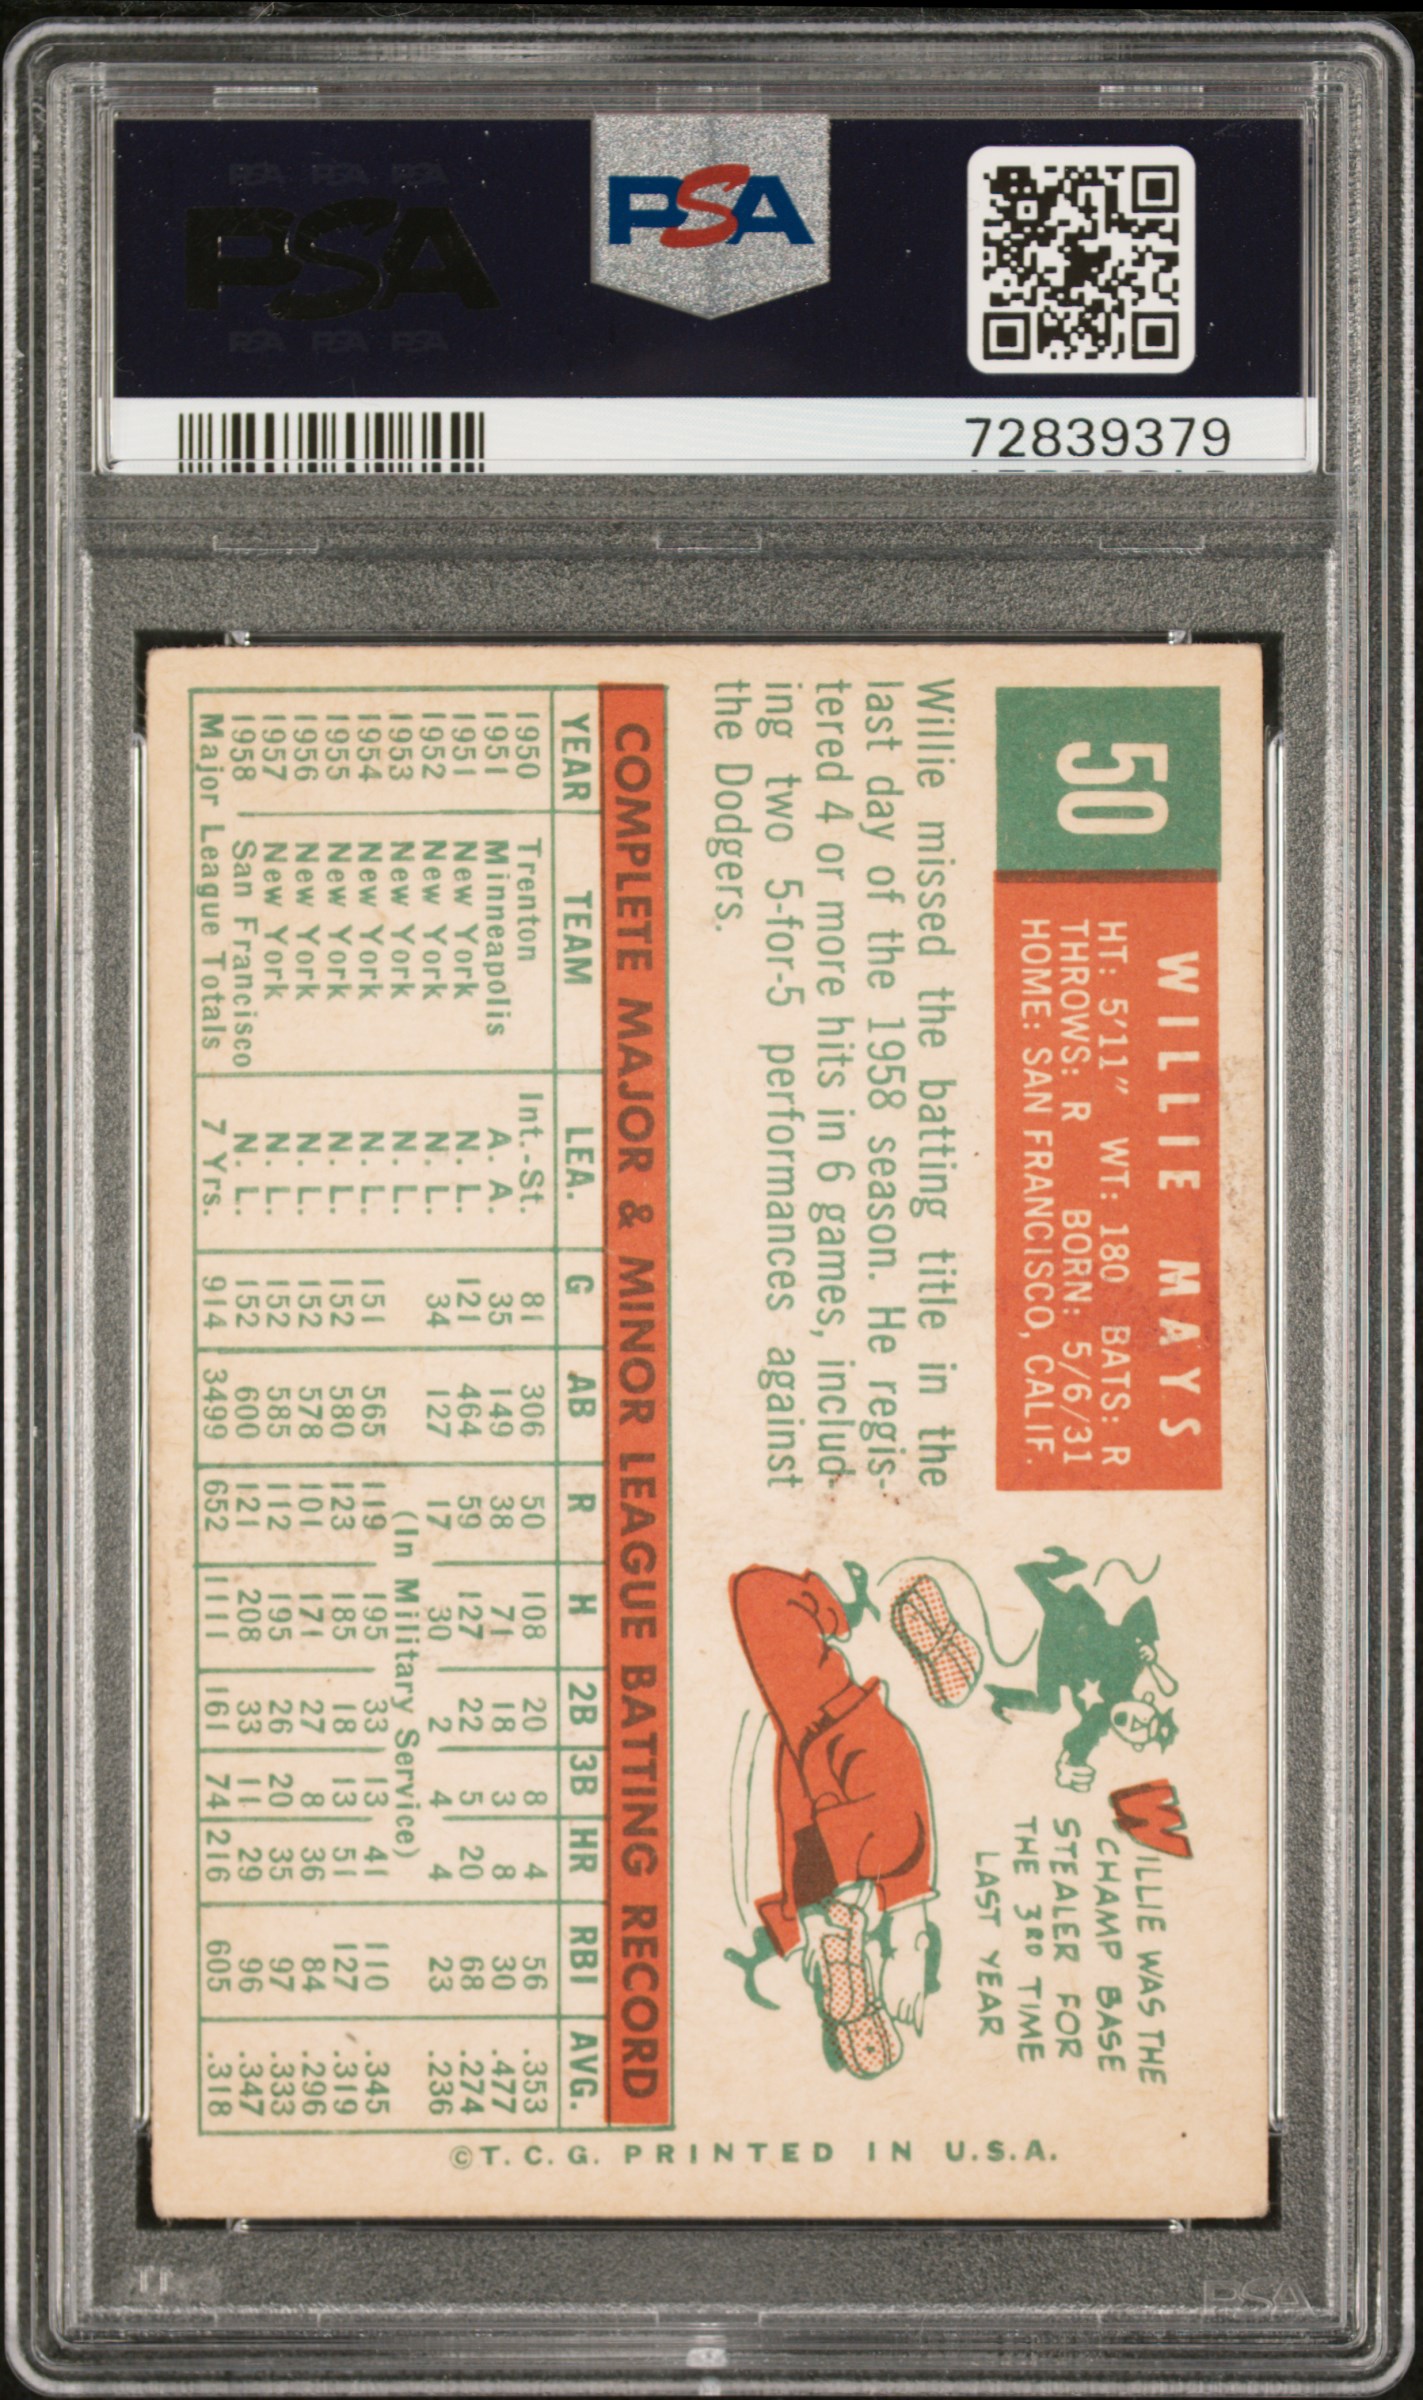 PSA PSA PSA
PSA
PSA PSA PSA
PSA
72839379
50
WILLIE MAYS
HT: 5'11" WT: 180 BATS: R
THROWS: R BORN: 5/6/31
HOME: SAN FRANCISCO, CALIF.
Willie missed the batting title in the
last day of the 1958 season. He regis-
tered 4 or more hits in 6 games, includ-
ing two 5-for-5 performances against
the Dodgers.
WILLIE WAS THE
CHAMP BASE
STEALER FOR
THE 3RD TIME
LAST YEAR
COMPLETE MAJOR & MINOR LEAGUE BATTING RECORD
YEAR TEAM LEA. G AB R H 2B 3B HR RBI AVG.
1950 Trenton Int.-St. 81 306 50 108 20 8 4 56 .353
1951 Minneapolis A. A. 35 149 38 71 18 3 8 30 .477
1951 New York N. L. 121 464 59 127 22 5 20 68 .274
1952 New York N. L. 34 127 17 30 2 4 4 23 .236
1953 New York N. L. (In Military Service)
1954 New York N. L. 151 565 119 195 33 13 41 110 .345
1955 New York N. L. 152 580 123 185 18 13 51 127 .319
1956 New York N. L. 152 578 101 171 27 8 36 84 .296
1957 New York N. L. 152 585 112 195 26 20 35 97 .333
1958 San Francisco N. L. 152 600 121 208 33 11 29 96 .347
Major League Totals 7 Yrs. 914 3499 652 1111 161 74 216 605 .318
©T. C. G. PRINTED IN U.S.A.
PSA